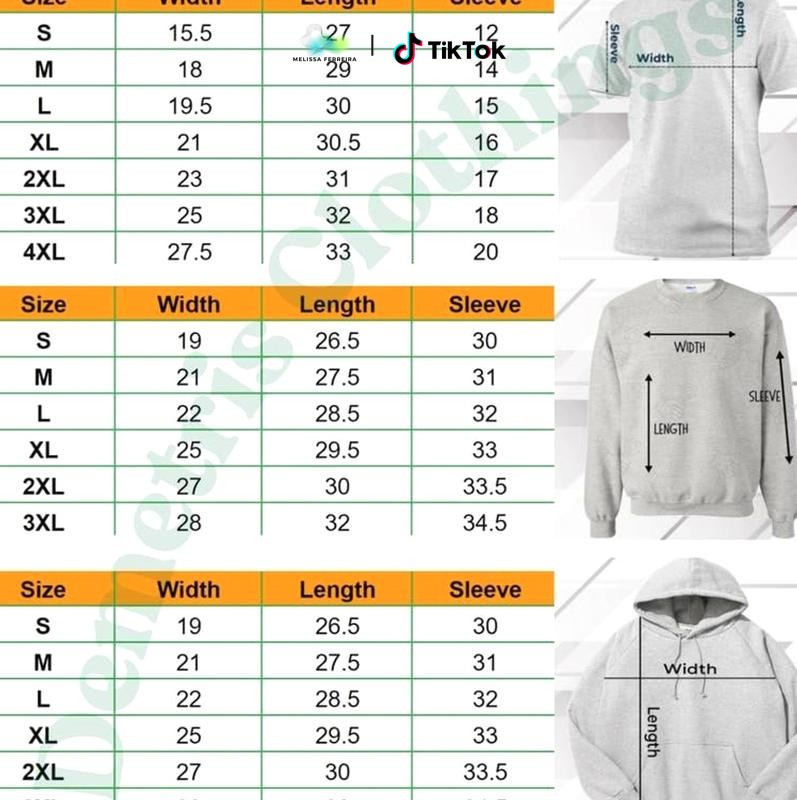 Size Width Length Sleeve
S 15.5 27 12
M 18 29 14
L 19.5 30 15
XL 21 30.5 16
2XL 23 31 17
3XL 25 32 18
4XL 27.5 33 20
MELISSA FERREIRA | TikTok
Sleeve
Width
Length
Size Width Length Sleeve
S 19 26.5 30
M 21 27.5 31
L 22 28.5 32
XL 25 29.5 33
2XL 27 30 33.5
3XL 28 32 34.5
WIDTH
LENGTH
SLEEVE
Size Width Length Sleeve
S 19 26.5 30
M 21 27.5 31
L 22 28.5 32
XL 25 29.5 33
2XL 27 30 33.5
Width
Length
Demetris Clothings